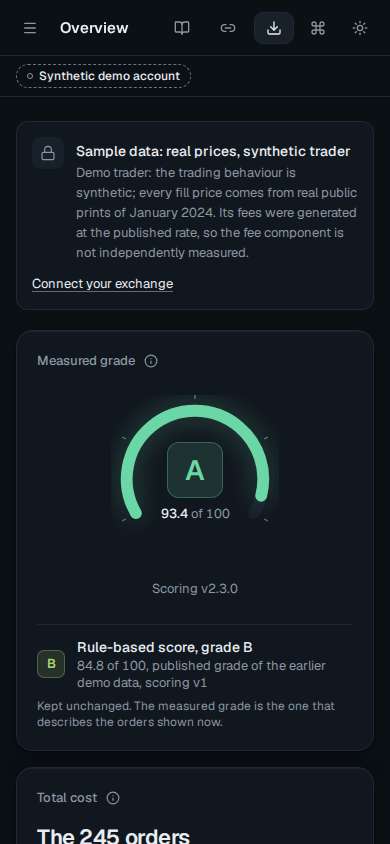 Overview
Synthetic demo account
Sample data: real prices, synthetic trader
Demo trader: the trading behaviour is
synthetic; every fill price comes from real public
prints of January 2024. Its fees were generated
at the published rate, so the fee component is
not independently measured.
Connect your exchange
Measured grade
A
93.4 of 100
Scoring v2.3.0
B
Rule-based score, grade B
84.8 of 100, published grade of the earlier
demo data, scoring v1
Kept unchanged. The measured grade is the one that
describes the orders shown now.
Total cost
The 245 orders